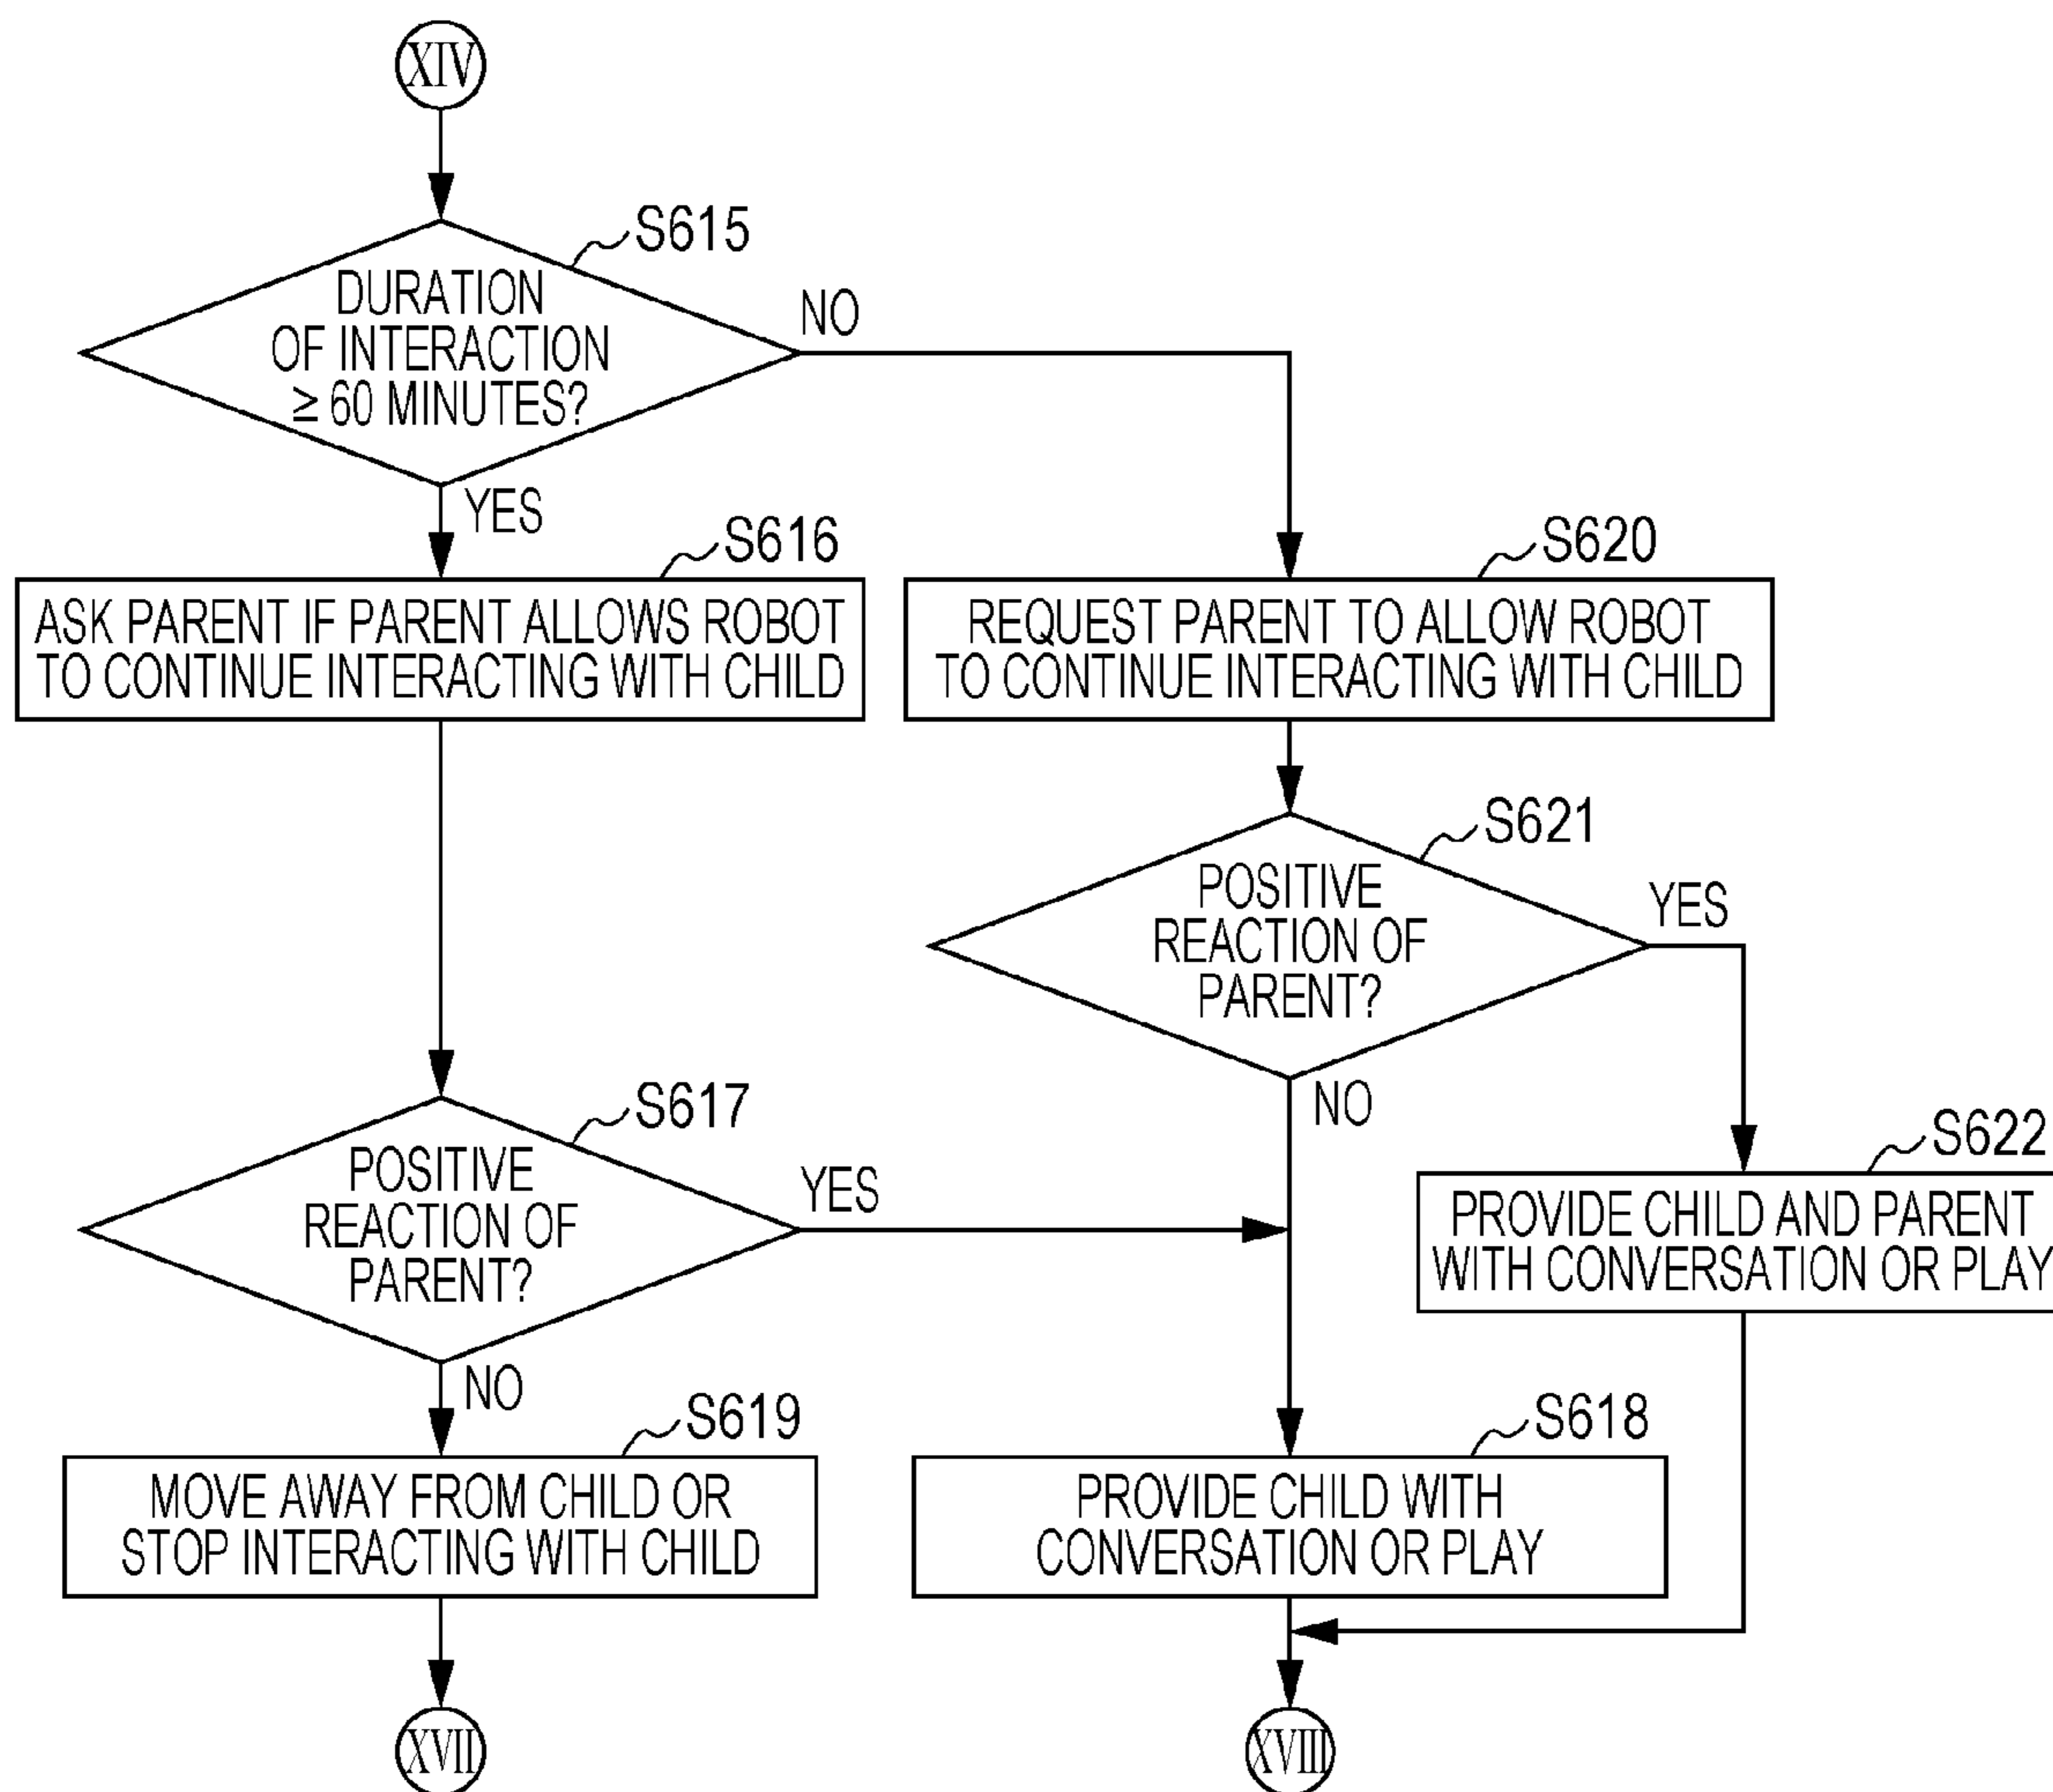 XIV
S615
DURATION
OF INTERACTION
≥ 60 MINUTES?
NO
YES
S616
ASK PARENT IF PARENT ALLOWS ROBOT
TO CONTINUE INTERACTING WITH CHILD
S620
REQUEST PARENT TO ALLOW ROBOT
TO CONTINUE INTERACTING WITH CHILD
S621
POSITIVE
REACTION OF
PARENT?
YES
NO
S617
POSITIVE
REACTION OF
PARENT?
YES
NO
S622
PROVIDE CHILD AND PARENT
WITH CONVERSATION OR PLAY
S619
MOVE AWAY FROM CHILD OR
STOP INTERACTING WITH CHILD
S618
PROVIDE CHILD WITH
CONVERSATION OR PLAY
XVII
XVIII